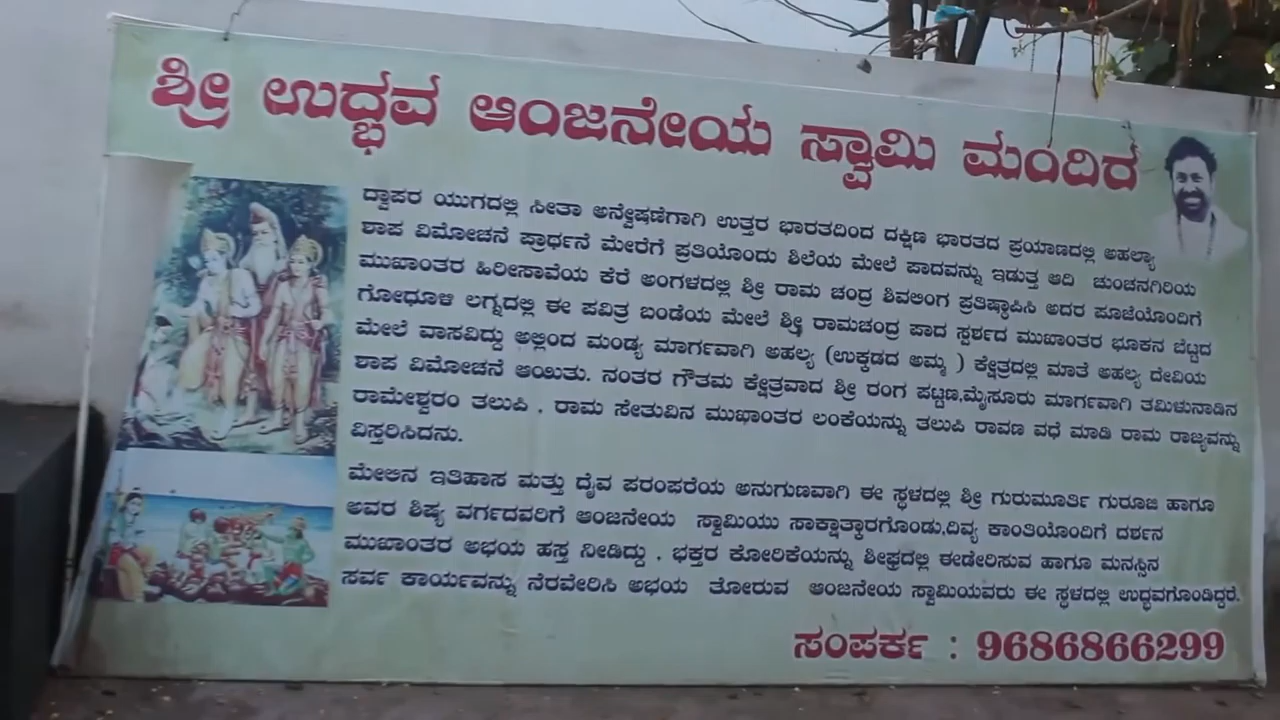 ಶ್ರೀ ಉದ್ಭವ ಆಂಜನೇಯ ಸ್ವಾಮಿ ಮಂದಿರ
ದ್ವಾಪರ ಯುಗದಲ್ಲಿ ಸೀತಾ ಅನ್ವೇಷಣೆಗಾಗಿ ಉತ್ತರ ಭಾರತದಿಂದ ದಕ್ಷಿಣ ಭಾರತದ ಪ್ರಯಾಣದಲ್ಲಿ ಅಹಲ್ಯಾ
ಶಾಪ ವಿಮೋಚನೆ ಪ್ರಾರ್ಥನೆ ಮೇರೆಗೆ ಪ್ರತಿಯೊಂದು ಶಿಲೆಯ ಮೇಲೆ ಪಾದವನ್ನು ಇಡುತ್ತ ಆದಿ ಚುಂಚನಗಿರಿಯ
ಮುಖಾಂತರ ಹಿರೀಸಾವೆಯ ಕೆರೆ ಅಂಗಳದಲ್ಲಿ ಶ್ರೀ ರಾಮ ಚಂದ್ರ ಶಿವಲಿಂಗ ಪ್ರತಿಷ್ಠಾಪಿಸಿ ಅದರ ಪೂಜೆಯೊಂದಿಗೆ
ಗೋಧೂಳಿ ಲಗ್ನದಲ್ಲಿ ಈ ಪವಿತ್ರ ಬಂಡೆಯ ಮೇಲೆ ಶ್ರೀ ರಾಮಚಂದ್ರ ಪಾದ ಸ್ಪರ್ಶದ ಮುಖಾಂತರ ಭೂಕನ ಬೆಟ್ಟದ
ಮೇಲೆ ವಾಸವಿದ್ದು ಅಲ್ಲಿಂದ ಮಂಡ್ಯ ಮಾರ್ಗವಾಗಿ ಅಹಲ್ಯ (ಉಕ್ಕಡದ ಅಮ್ಮ ) ಕ್ಷೇತ್ರದಲ್ಲಿ ಮಾತೆ ಅಹಲ್ಯ ದೇವಿಯ
ಶಾಪ ವಿಮೋಚನೆ ಆಯಿತು. ನಂತರ ಗೌತಮ ಕ್ಷೇತ್ರವಾದ ಶ್ರೀ ರಂಗ ಪಟ್ಟಣ,ಮೈಸೂರು ಮಾರ್ಗವಾಗಿ ತಮಿಳುನಾಡಿನ
ರಾಮೇಶ್ವರಂ ತಲುಪಿ . ರಾಮ ಸೇತುವಿನ ಮುಖಾಂತರ ಲಂಕೆಯನ್ನು ತಲುಪಿ ರಾವಣ ವಧೆ ಮಾಡಿ ರಾಮ ರಾಜ್ಯವನ್ನು
ವಿಸ್ತರಿಸಿದನು.
ಮೇಲಿನ ಇತಿಹಾಸ ಮತ್ತು ದೈವ ಪರಂಪರೆಯ ಅನುಗುಣವಾಗಿ ಈ ಸ್ಥಳದಲ್ಲಿ ಶ್ರೀ ಗುರುಮೂರ್ತಿ ಗುರೂಜಿ ಹಾಗೂ
ಅವರ ಶಿಷ್ಯ ವರ್ಗದವರಿಗೆ ಆಂಜನೇಯ ಸ್ವಾಮಿಯು ಸಾಕ್ಷಾತ್ಕಾರಗೊಂಡು,ದಿವ್ಯ ಕಾಂತಿಯೊಂದಿಗೆ ದರ್ಶನ
ಮುಖಾಂತರ ಅಭಯ ಹಸ್ತ ನೀಡಿದ್ದು . ಭಕ್ತರ ಕೋರಿಕೆಯನ್ನು ಶೀಘ್ರದಲ್ಲಿ ಈಡೇರಿಸುವ ಹಾಗೂ ಮನಸ್ಸಿನ
ಸರ್ವ ಕಾರ್ಯವನ್ನು ನೆರವೇರಿಸಿ ಅಭಯ ತೋರುವ ಆಂಜನೇಯ ಸ್ವಾಮಿಯವರು ಈ ಸ್ಥಳದಲ್ಲಿ ಉದ್ಭವಗೊಂಡಿದ್ದರೆ.
ಸಂಪರ್ಕ : 9686866299